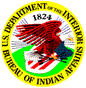 U.S. DEPARTMENT OF THE INTERIOR
1824
BUREAU OF INDIAN AFFAIRS